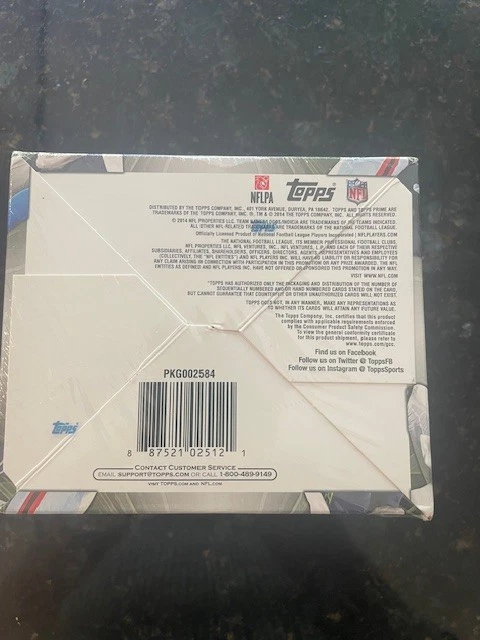 NFLPA
Topps
NFL
DISTRIBUTED BY THE TOPPS COMPANY, INC., 401 YORK AVENUE, DURYEA, PA 18642. TOPPS AND TOPPS PRIME ARE
TRADEMARKS OF THE TOPPS COMPANY, INC. ®, TM & © 2014 THE TOPPS COMPANY, INC. ALL RIGHTS RESERVED.
© 2014 NFL PROPERTIES LLC. TEAM NAMES/LOGOS/INDICIA ARE TRADEMARKS OF THE TEAMS INDICATED.
ALL OTHER NFL-RELATED TRADEMARKS ARE TRADEMARKS OF THE NATIONAL FOOTBALL LEAGUE.
Officially Licensed Product of National Football League Players Incorporated | NFLPLAYERS.COM
THE NATIONAL FOOTBALL LEAGUE, ITS MEMBER PROFESSIONAL FOOTBALL CLUBS,
NFL PROPERTIES LLC, NFL VENTURES, INC., NFL VENTURES, L.P. AND EACH OF THEIR RESPECTIVE
SUBSIDIARIES, AFFILIATES, SHAREHOLDERS, OFFICERS, DIRECTORS, AGENTS, REPRESENTATIVES AND EMPLOYEES
(COLLECTIVELY, THE "NFL ENTITIES") AND NFL PLAYERS INC. WILL HAVE NO LIABILITY OR RESPONSIBILITY FOR
ANY CLAIM ARISING IN CONNECTION WITH PARTICIPATION IN THIS PROMOTION OR ANY PRIZE AWARDED. THE NFL
ENTITIES AS DEFINED AND NFL PLAYERS INC. HAVE NOT OFFERED OR SPONSORED THIS PROMOTION IN ANY WAY.
VISIT WWW.NFL.COM
*TOPPS HAS AUTHORIZED ONLY THE PACKAGING AND DISTRIBUTION OF THE NUMBER OF
SEQUENTIALLY NUMBERED AND/OR HAND NUMBERED CARDS STATED ON THE CARD,
BUT CANNOT GUARANTEE THAT COUNTERFEIT OR OTHER UNAUTHORIZED CARDS WILL NOT EXIST.
TOPPS DOES NOT, IN ANY MANNER, MAKE ANY REPRESENTATIONS AS
TO WHETHER ITS CARDS WILL ATTAIN ANY FUTURE VALUE.
The Topps Company, Inc. certifies that this product
complies with applicable requirements enforced
by the Consumer Product Safety Commission.
To view the general conformity certificate
for this product shipment, please refer to
www.topps.com/gcc.
Find us on Facebook
Follow us on Twitter @ ToppsFB
Follow us on Instagram @ ToppsSports
PKG002584
Topps
8 87521 02512 1
CONTACT CUSTOMER SERVICE
EMAIL: SUPPORT@TOPPS.COM OR CALL 1-800-489-9149
VISIT TOPPS.COM AND NFL.COM